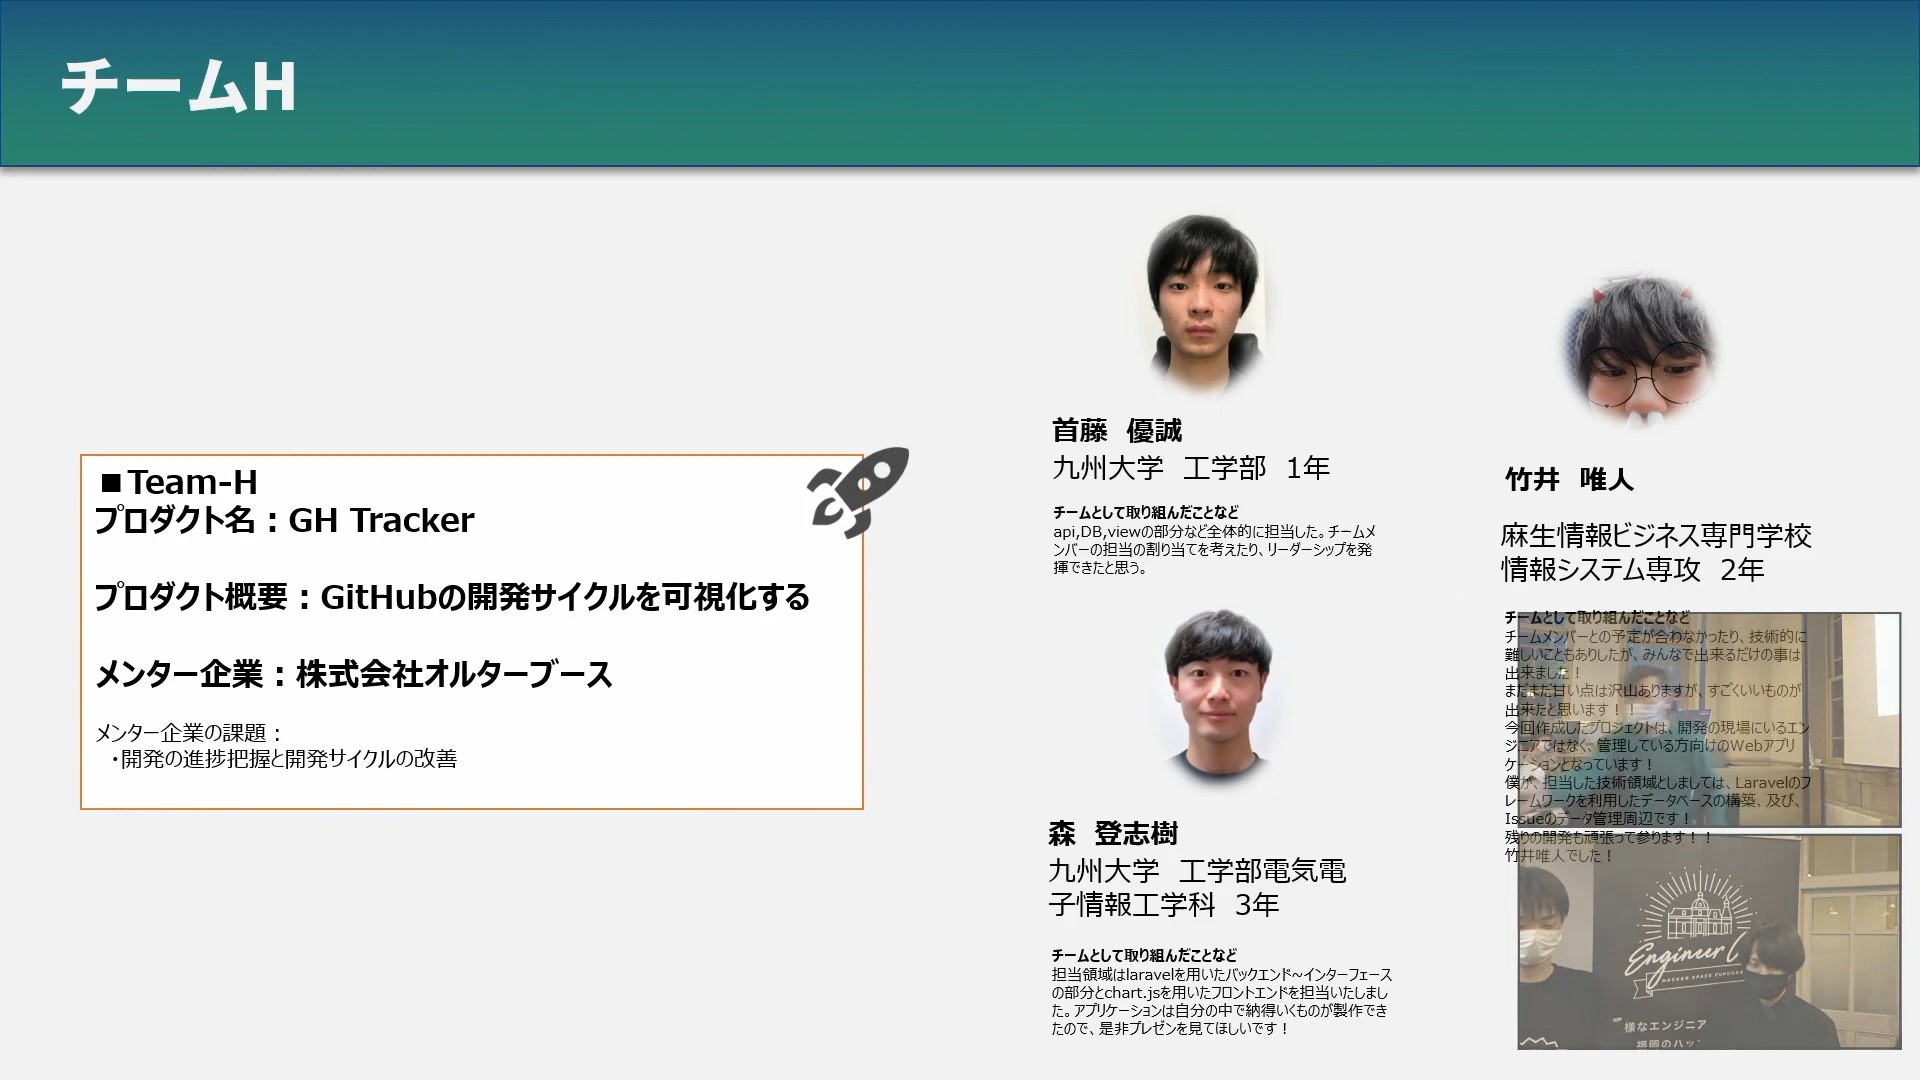 チームH
■Team-H
プロダクト名：GH Tracker
プロダクト概要：GitHubの開発サイクルを可視化する
メンター企業：株式会社オルターブース
メンター企業の課題：
・開発の進捗把握と開発サイクルの改善
首藤　優誠
九州大学　工学部　1年
チームとして取り組んだことなど
api,DB,viewの部分など全体的に担当した。チームメ
ンバーの担当の割り当てを考えたり、リーダーシップを発
揮できたと思う。
森　登志樹
九州大学　工学部電気電
子情報工学科　3年
チームとして取り組んだことなど
担当領域はlaravelを用いたバックエンド~インターフェース
の部分とchart.jsを用いたフロントエンドを担当いたしまし
た。アプリケーションは自分の中で納得いくものが製作でき
たので、是非プレゼンを見てほしいです！
竹井　唯人
麻生情報ビジネス専門学校
情報システム専攻　2年
チームとして取り組んだことなど
チームメンバーとの予定が合わなかったり、技術的に
難しいこともありしたが、みんなで出来るだけの事は
出来ました！
まだまだ甘い点は沢山ありますが、すごくいいものが
出来たと思います！！
今回作成したプロジェクトは、開発の現場にいるエン
ジニアではなく、管理している方向けのWebアプリ
ケーションとなっています！
僕が、担当した技術領域としましては、Laravelのフ
レームワークを利用したデータベースの構築、及び、
Issueのデータ管理周辺です！
残りの開発も頑張って参ります！！
竹井唯人でした！
Engineer
HACKER SPACE FUKUOKA
様なエンジニア
福岡のハッ